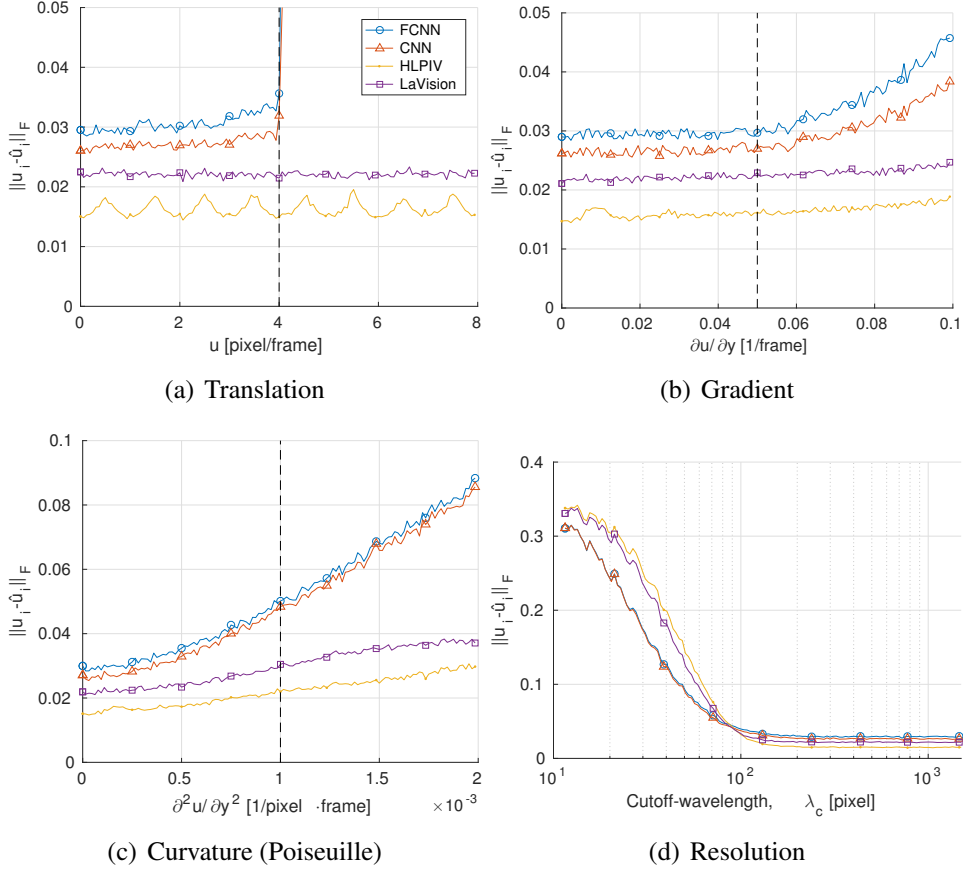 0.05
0.04
0.03
0.02
0.01
0
||u_i-û_i||_F
FCNN
CNN
HLPIV
LaVision
0 2 4 6 8
u [pixel/frame]
(a) Translation
0.05
0.04
0.03
0.02
0.01
0
||u_i-û_i||_F
0 0.02 0.04 0.06 0.08 0.1
∂u/∂y [1/frame]
(b) Gradient
0.1
0.08
0.06
0.04
0.02
0
||u_i-û_i||_F
0 0.5 1 1.5 2
∂²u/∂y² [1/pixel ·frame] ×10⁻³
(c) Curvature (Poiseuille)
0.4
0.3
0.2
0.1
0
||u_i-û_i||_F
10¹ 10² 10³
Cutoff-wavelength, λ_c [pixel]
(d) Resolution